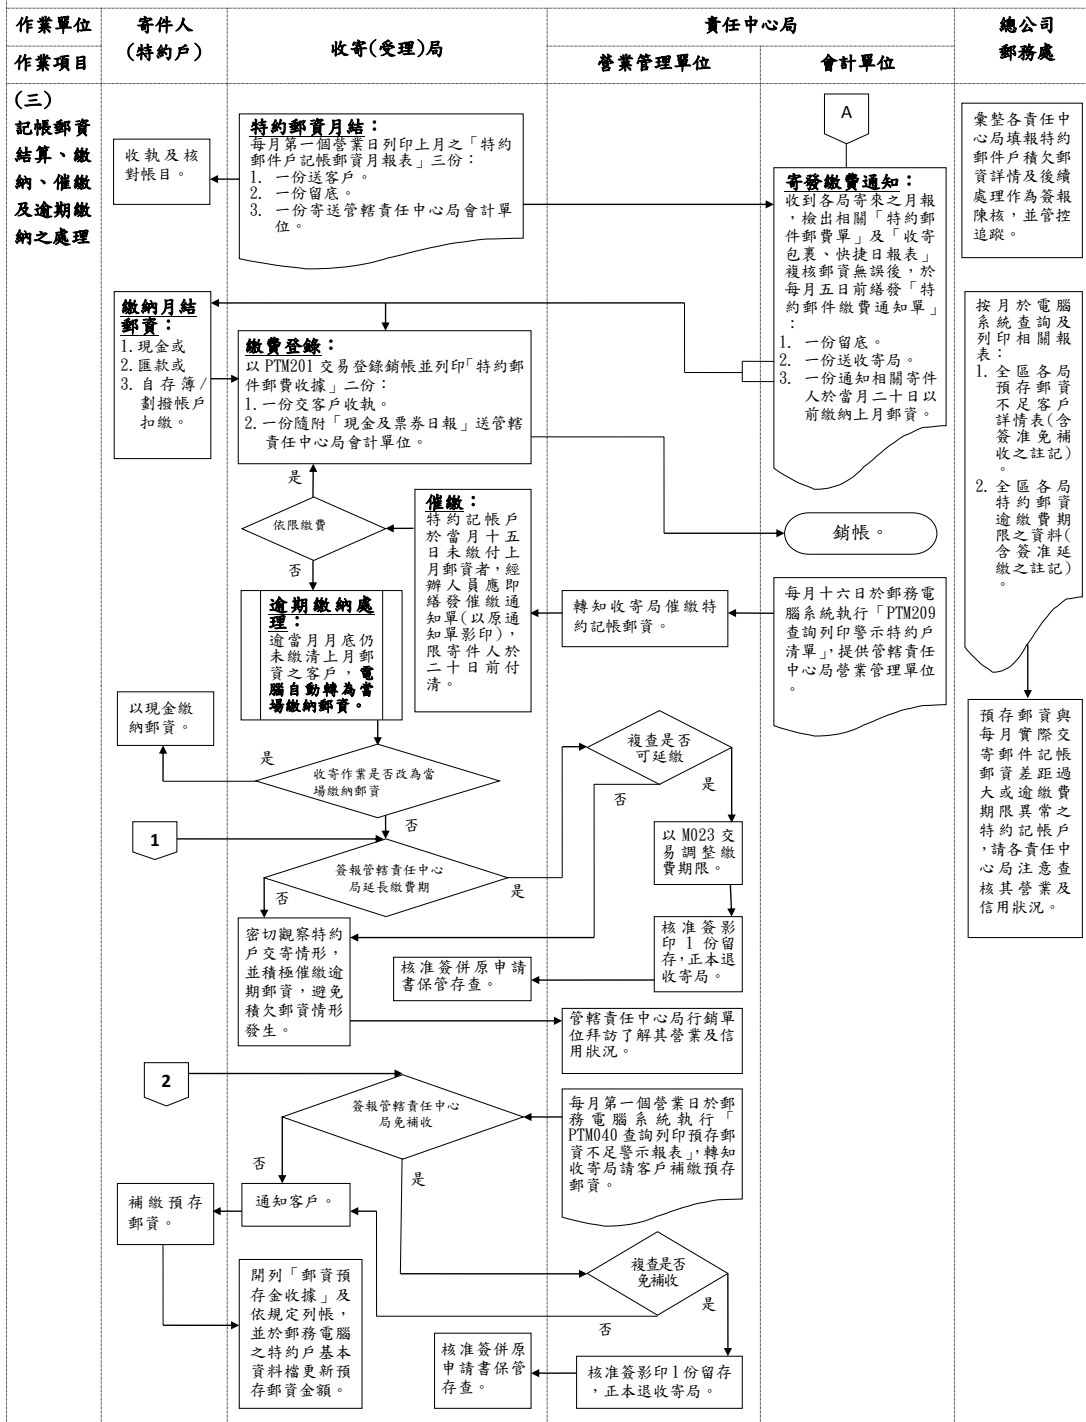 作業單位
作業項目
寄件人
(特約戶)
收寄(受理)局
責任中心局
營業管理單位
會計單位
總公司
郵務處
(三)
記帳郵資
結算、繳
納、催繳
及逾期繳
納之處理
收執及核
對帳目。
特約郵資月結：
每月第一個營業日列印上月之「特約
郵件戶記帳郵資月報表」三份：
1. 一份送客戶。
2. 一份留底。
3. 一份寄送管轄責任中心局會計單
位。
A
寄發繳費通知：
收到各局寄來之月報
，檢出相關「特約郵
件郵費單」及「收寄
包裹、快捷日報表」
複核郵資無誤後，於
每月五日前繕發「特
約郵件繳費通知單」
：
1. 一份留底。
2. 一份送收寄局。
3. 一份通知相關寄件
人於當月二十日以
前繳納上月郵資。
彙整各責任中
心局填報特約
郵件戶積欠郵
資詳情及後續
處理作為簽報
陳核，並管控
追蹤。
繳納月結
郵資：
1.現金或
2.匯款或
3.自存簿/
劃撥帳戶
扣繳。
繳費登錄：
以 PTM201 交易登錄銷帳並列印「特約郵
件郵費收據」二份：
1.一份交客戶收執。
2.一份隨附「現金及票券日報」送管轄
責任中心局會計單位。
按月於電腦
系統查詢及
列印相關報
表：
1. 全區各局
預存郵資
不足客戶
詳情表(含
簽准免補
收之註記)
。
2. 全區各局
特約郵資
逾繳費期
限之資料(
含簽准延
繳之註記)
。
是
依限繳費
否
催繳：
特約記帳戶
於當月十五
日未繳付上
月郵資者，經
辦人員應即
繕發催繳通
知單(以原通
知單影印)，
限寄件人於
二十日前付
清。
銷帳。
逾期繳納處
理：
逾當月月底仍
未繳清上月郵
資之客戶，電
腦自動轉為當
場繳納郵資。
轉知收寄局催繳特
約記帳郵資。
每月十六日於郵務電
腦系統執行「PTM209
查詢列印警示特約戶
清單」，提供管轄責任
中心局營業管理單位
。
以現金繳
納郵資。
是
收寄作業是否改為當
場繳納郵資
否
複查是否
可延繳
是
否
預存郵資與
每月實際交
寄郵件記帳
郵資差距過
大或逾繳費
期限異常之
特約記帳戶
，請各責任中
心局注意查
核其營業及
信用狀況。
1
簽報管轄責任中心
局延長繳費期
是
否
以 M023 交
易調整繳
費期限。
密切觀察特約
戶交寄情形，
並積極催繳逾
期郵資，避免
積欠郵資情形
發生。
核准簽併原申請
書保管存查。
核准簽影
印 1 份留
存，正本退
收寄局。
管轄責任中心局行銷單
位拜訪了解其營業及信
用狀況。
2
簽報管轄責任中心
局免補收
否
是
每月第一個營業日於郵
務電腦系統執行「
PTM040 查詢列印預存郵
資不足警示報表」，轉知
收寄局請客戶補繳預存
郵資。
補繳預存
郵資。
通知客戶。
開列「郵資預
存金收據」及
依規定列帳，
並於郵務電腦
之特約戶基本
資料檔更新預
存郵資金額。
複查是否
免補收
是
否
核准簽併原
申請書保管
存查。
核准簽影印1份留存
，正本退收寄局。